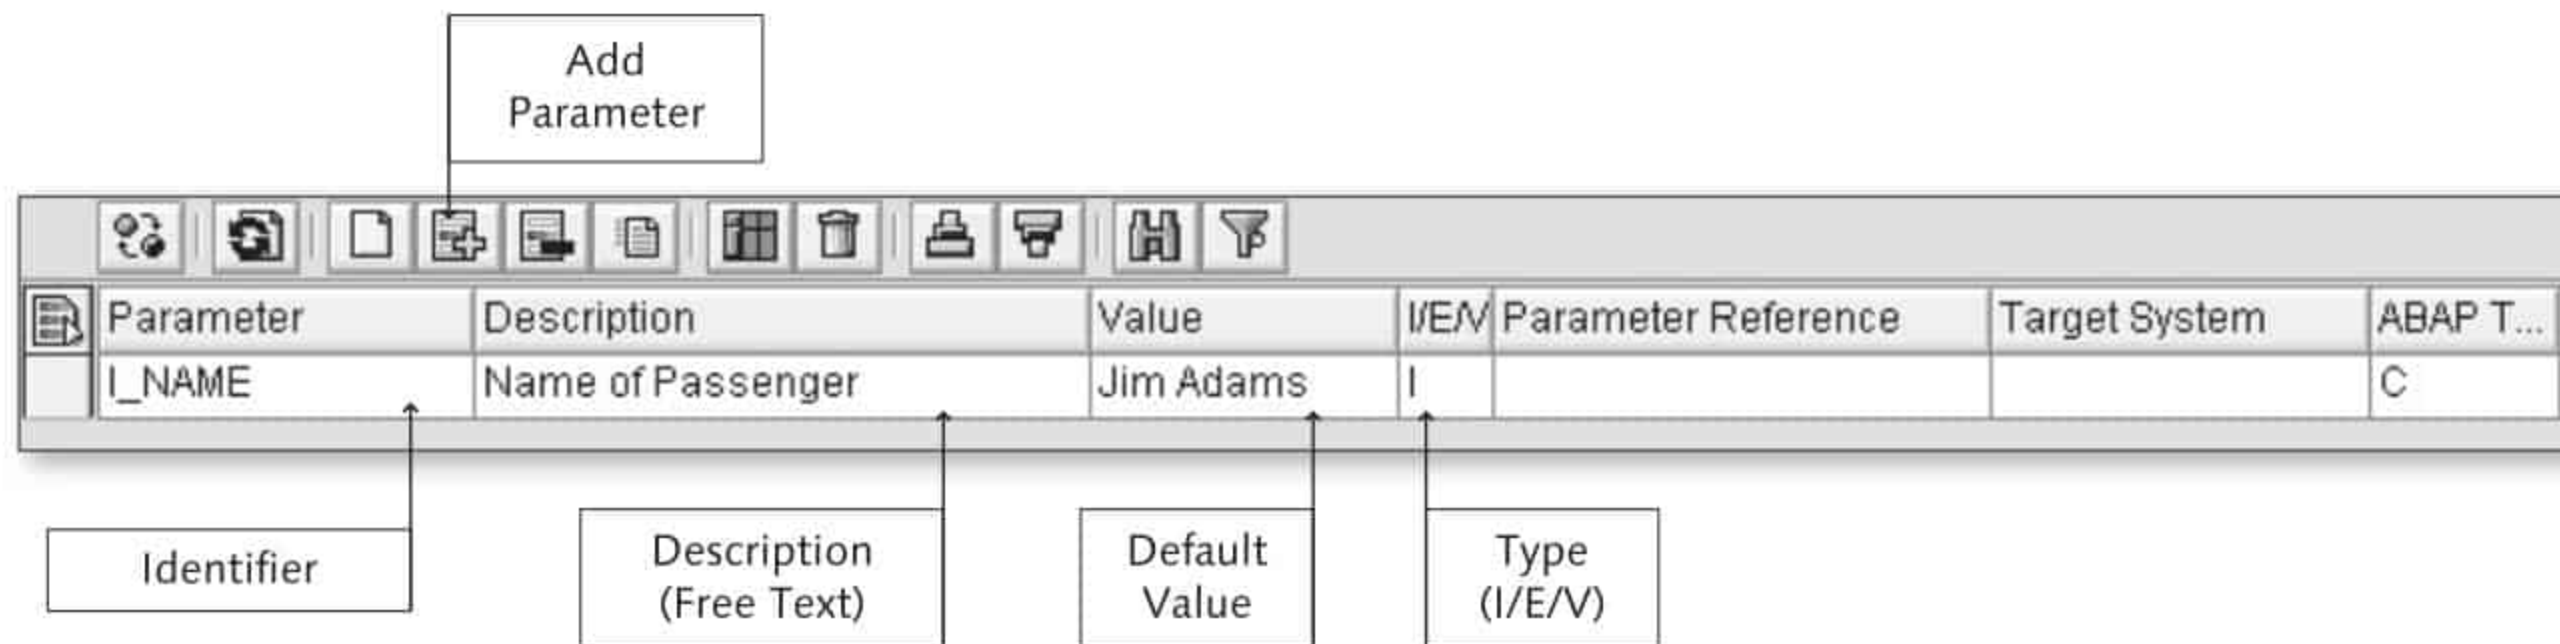 Add
Parameter
Parameter Description Value I/E/V Parameter Reference Target System ABAP T...
I_NAME Name of Passenger Jim Adams I C
Identifier
Description
(Free Text)
Default
Value
Type
(I/E/V)